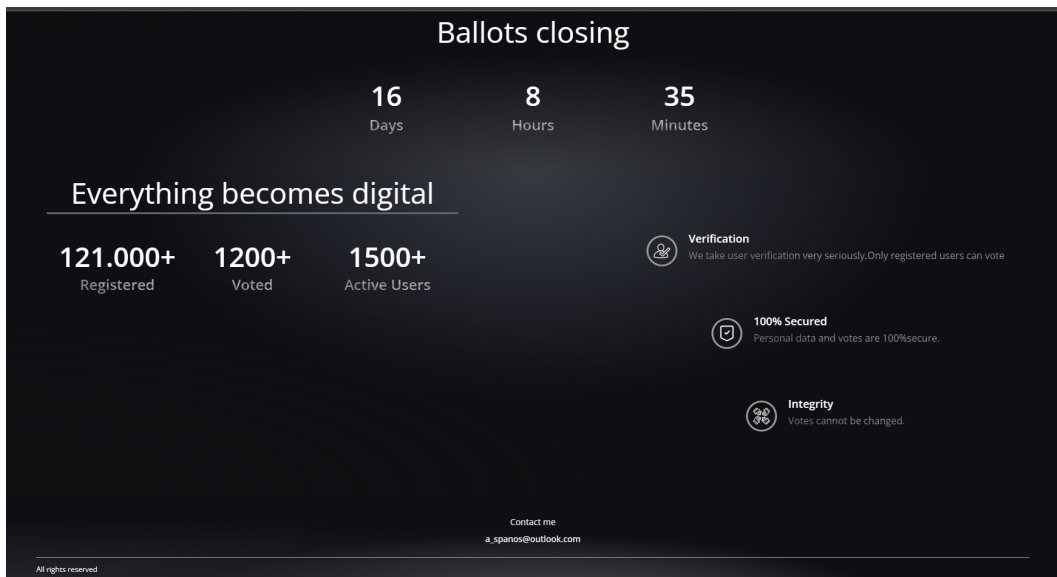 Ballots closing
16 8 35
Days Hours Minutes
Everything becomes digital
121.000+ 1200+ 1500+
Registered Voted Active Users
Verification
We take user verification very seriously.Only registered users can vote
100% Secured
Personal data and votes are 100%secure.
Integrity
Votes cannot be changed.
Contact me
a_spanos@outlook.com
All rights reserved